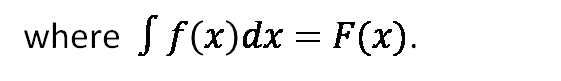 where ∫ f(x)dx = F(x).